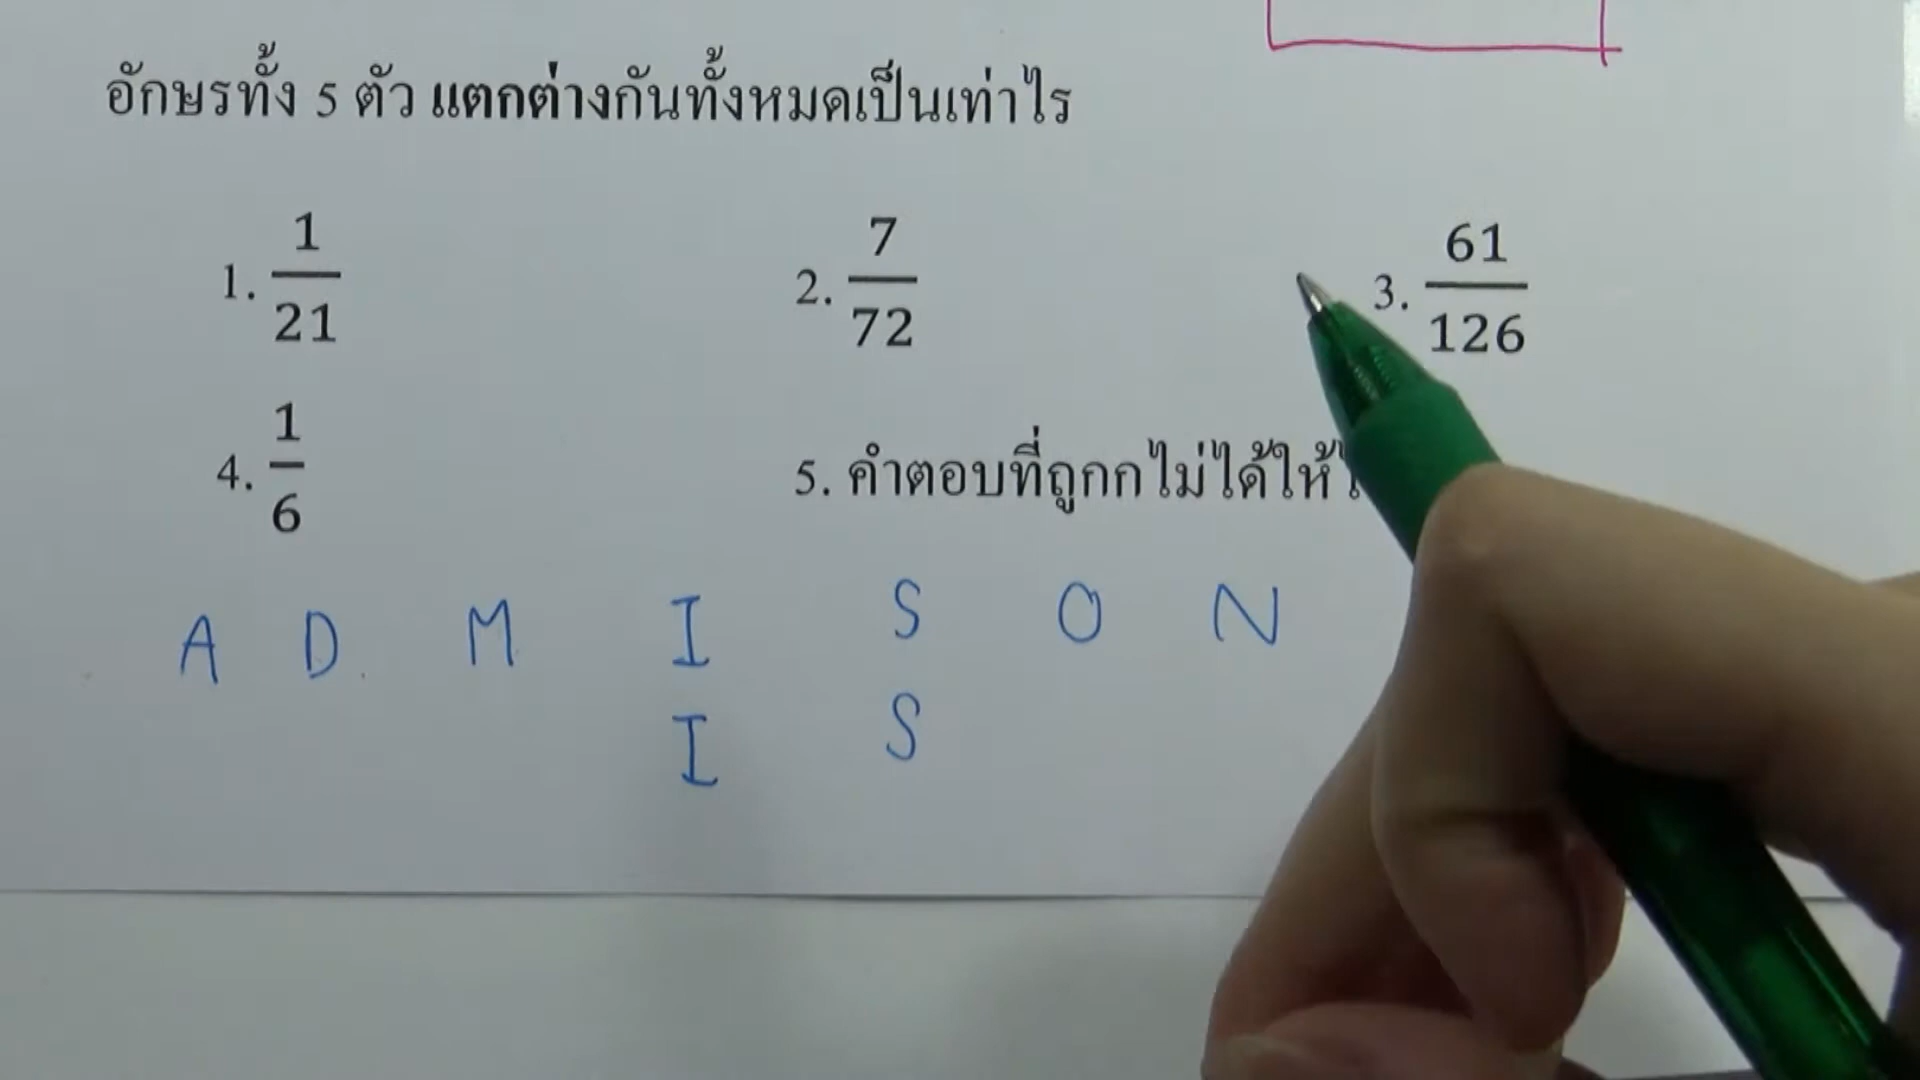 อักษรทั้ง 5 ตัว แตกต่างกันทั้งหมดเป็นเท่าไร
1. 1/21 2. 7/72 3. 61/126
4. 1/6 5. คำตอบที่ถูกกไม่ได้ให้
A D M I S O N
I S